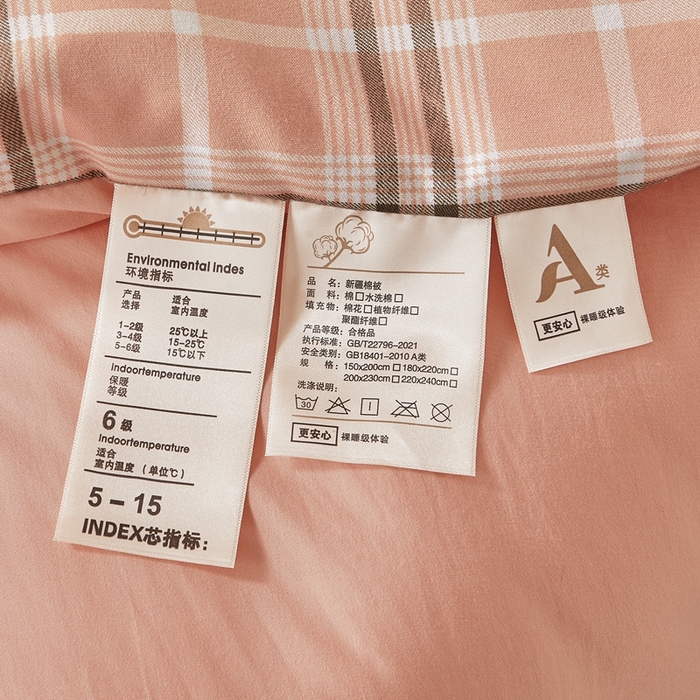 Environmental Indes
环境指标
产品 适合
选择 室内温度
1-2级 25℃以上
3-4级 15-25℃
5-6级 15℃以下
Indoortemperature
保暖
等级
6级
Indoortemperature
适合
室内温度（单位℃）
5-15
INDEX芯指标：
品 名：新疆棉被
面 料：棉□水洗棉□
填充物：棉花□植物纤维□
聚酯纤维□
产品等级：合格品
执行标准：GB/T22796-2021
安全类别：GB18401-2010 A类
规 格：150x200cm□180x220cm□
200x230cm□220x240cm□
洗涤说明：
30
更安心 裸睡级体验
A类
更安心 裸睡级体验